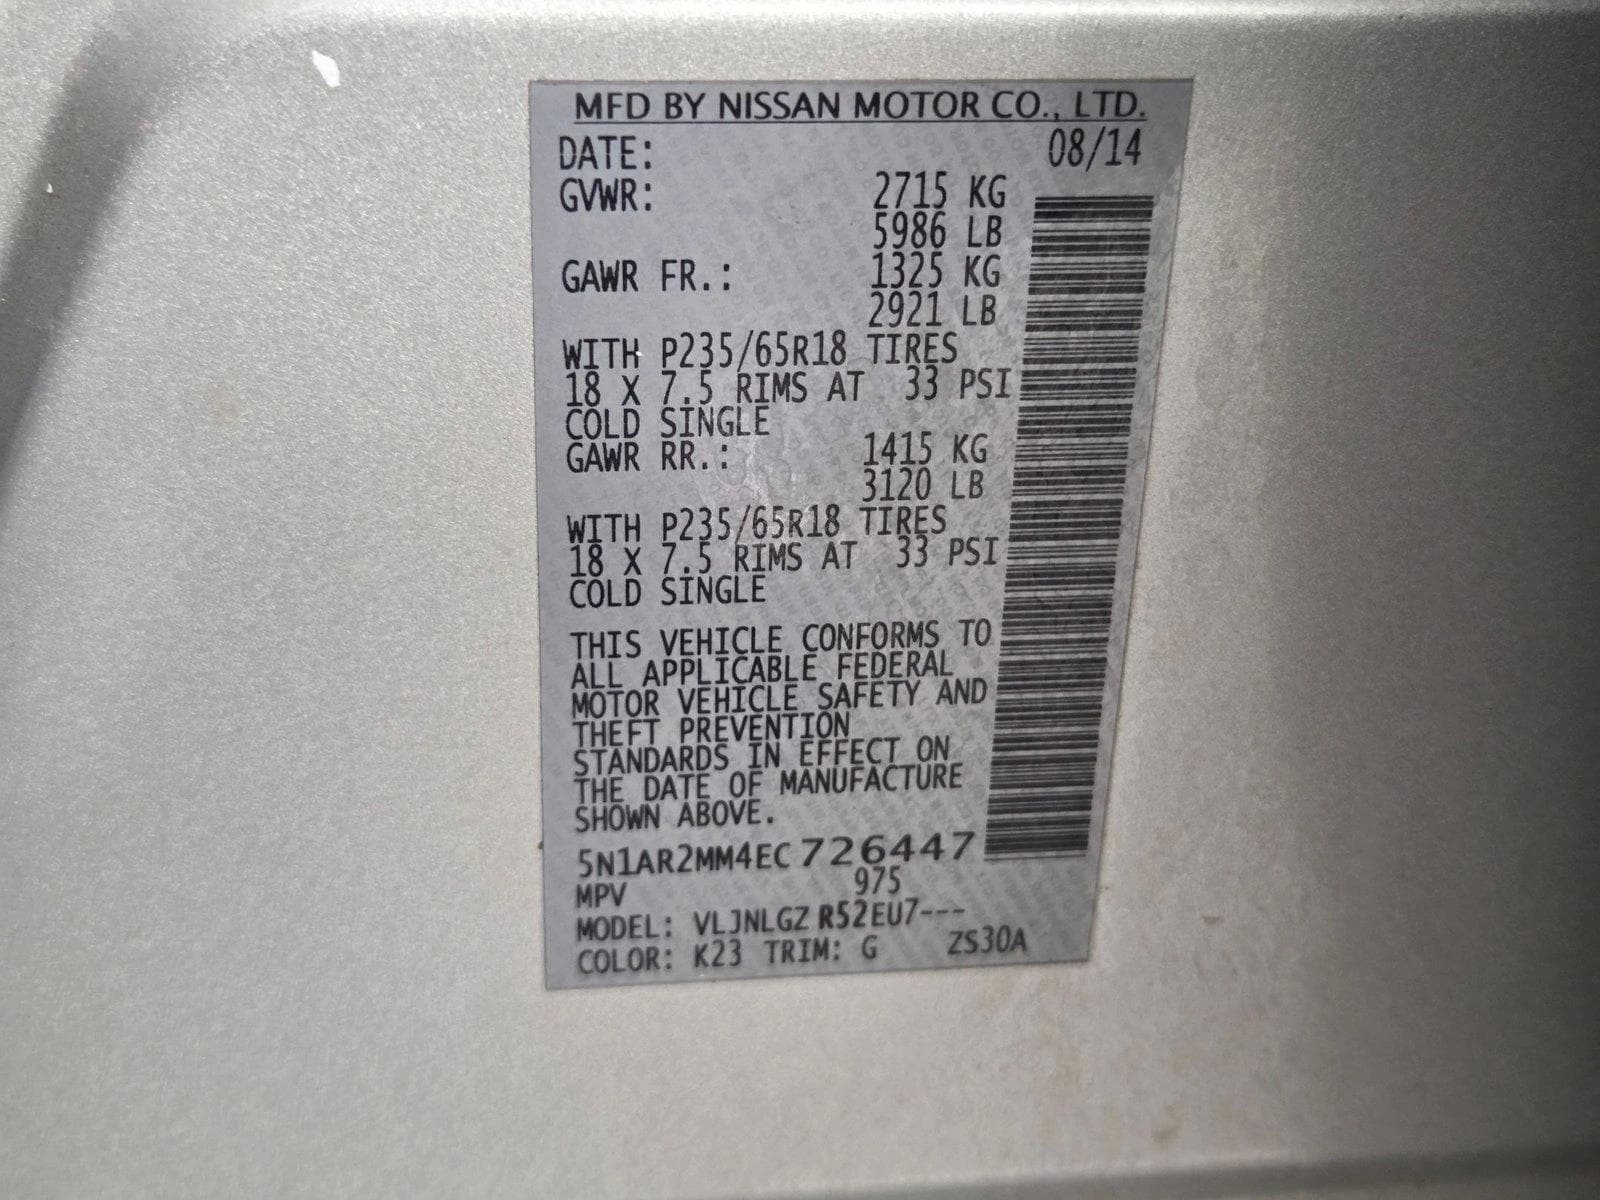 MFD BY NISSAN MOTOR CO., LTD.
DATE: 08/14
GVWR: 2715 KG
5986 LB
GAWR FR.: 1325 KG
2921 LB
WITH P235/65R18 TIRES
18 X 7.5 RIMS AT 33 PSI
COLD SINGLE
GAWR RR.: 1415 KG
3120 LB
WITH P235/65R18 TIRES
18 X 7.5 RIMS AT 33 PSI
COLD SINGLE
THIS VEHICLE CONFORMS TO
ALL APPLICABLE FEDERAL
MOTOR VEHICLE SAFETY AND
THEFT PREVENTION
STANDARDS IN EFFECT ON
THE DATE OF MANUFACTURE
SHOWN ABOVE.
5N1AR2MM4EC726447
MPV 975
MODEL: VLJNLGZ R52EU7---
COLOR: K23 TRIM: G ZS30A